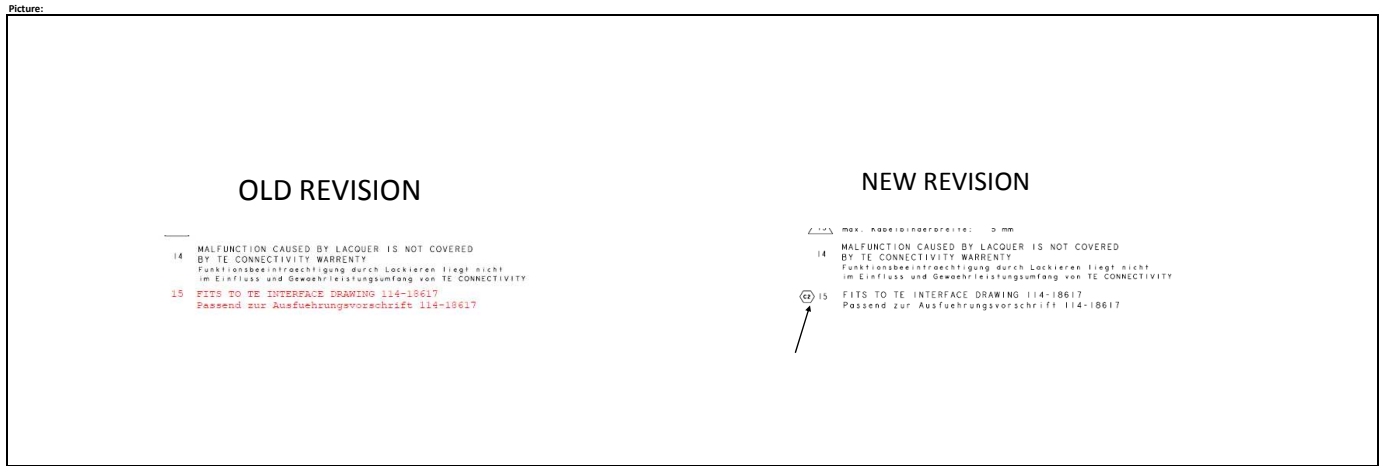 Picture:
OLD REVISION
14 MALFUNCTION CAUSED BY LACQUER IS NOT COVERED
BY TE CONNECTIVITY WARRENTY
Funktionsbeeintraechtigung durch Lackieren liegt nicht
im Einfluss und Gewaehrleistungsumfang von TE CONNECTIVITY
15 FITS TO TE INTERFACE DRAWING 114-18617
Passend zur Ausfuehrungsvorschrift 114-18617
NEW REVISION
max. Kabelbinderbreite: 5 mm
14 MALFUNCTION CAUSED BY LACQUER IS NOT COVERED
BY TE CONNECTIVITY WARRENTY
Funktionsbeeintraechtigung durch Lackieren liegt nicht
im Einfluss und Gewaehrleistungsumfang von TE CONNECTIVITY
C2 15 FITS TO TE INTERFACE DRAWING 114-18617
Passend zur Ausfuehrungsvorschrift 114-18617